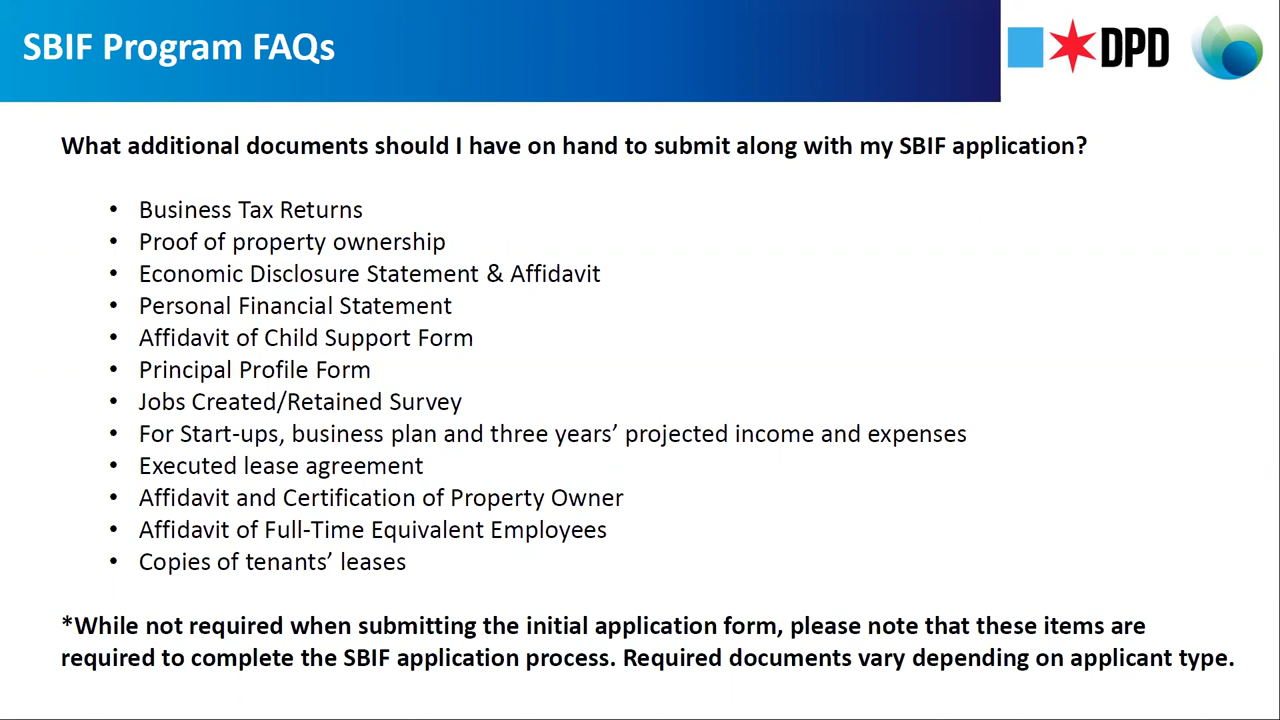 SBIF Program FAQs
DPD
What additional documents should I have on hand to submit along with my SBIF application?
• Business Tax Returns
• Proof of property ownership
• Economic Disclosure Statement & Affidavit
• Personal Financial Statement
• Affidavit of Child Support Form
• Principal Profile Form
• Jobs Created/Retained Survey
• For Start-ups, business plan and three years’ projected income and expenses
• Executed lease agreement
• Affidavit and Certification of Property Owner
• Affidavit of Full-Time Equivalent Employees
• Copies of tenants’ leases
*While not required when submitting the initial application form, please note that these items are
required to complete the SBIF application process. Required documents vary depending on applicant type.